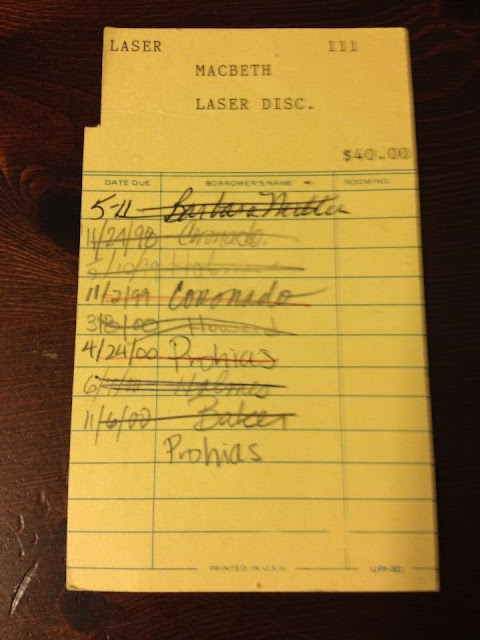 LASER 111
MACBETH
LASER DISC.
$40.00
DATE DUE BORROWER'S NAME ROOM NO.
5-11 Barbara
11/24/98 Coronado.
Holmes
11/2/99 CORONADO
3/8/00 Howard
4/24/00 Prohias
Holmes
11/6/00 Baker
Prohias
PRINTED IN U.S.A.